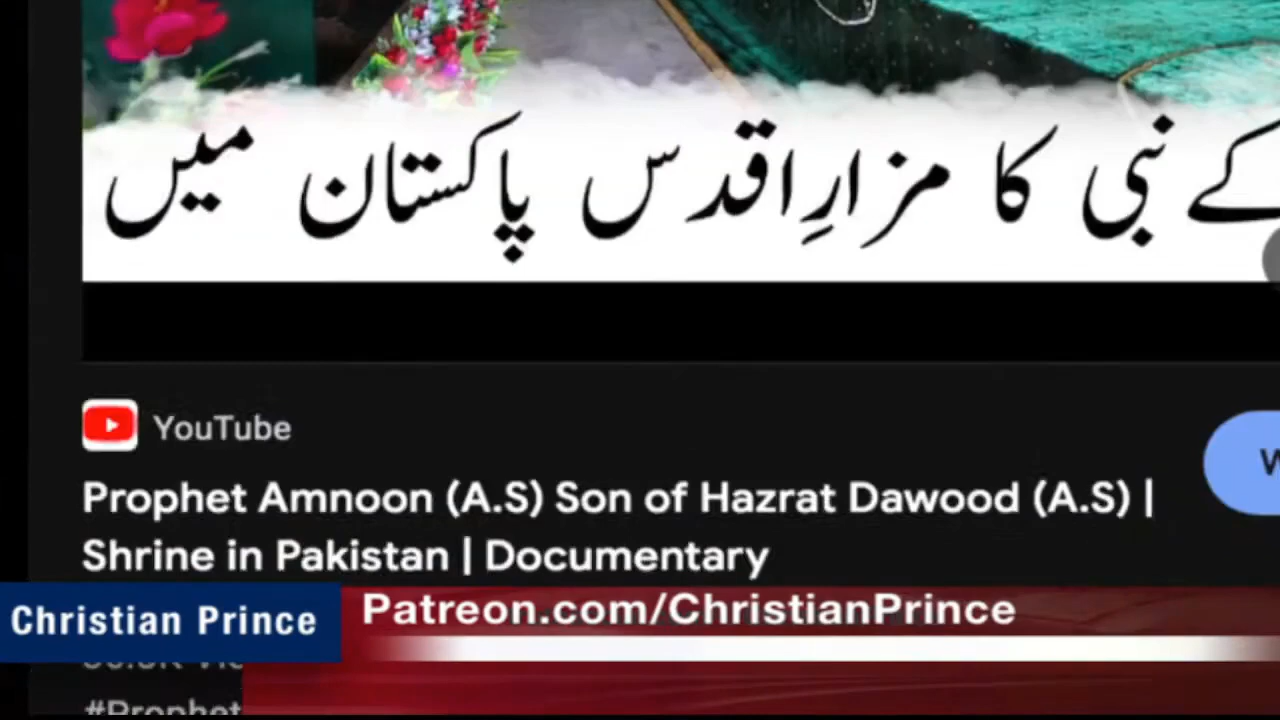 کے نبی کا مزارِ اقدس پاکستان میں
YouTube
Prophet Amnoon (A.S) Son of Hazrat Dawood (A.S) |
Shrine in Pakistan | Documentary
Christian Prince
Patreon.com/ChristianPrince
#Prophet